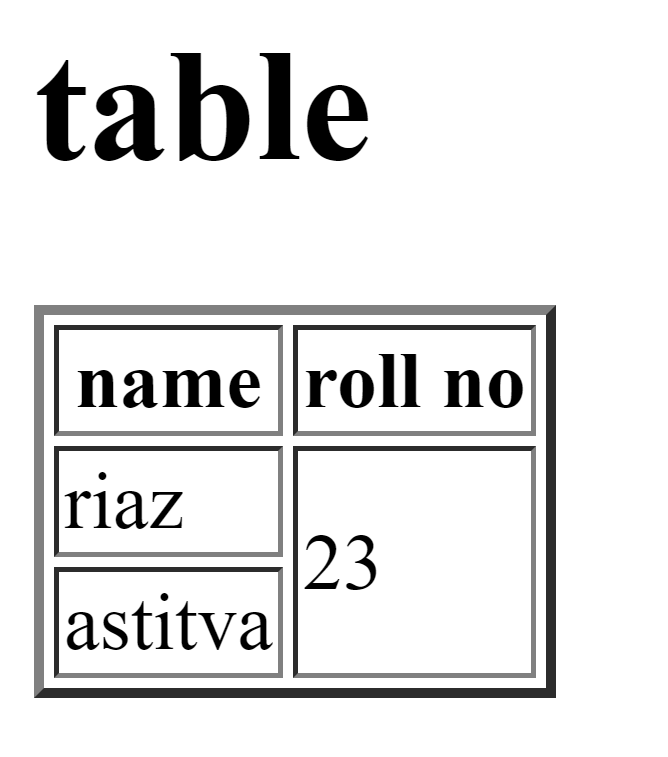 table
name roll no
riaz 23
astitva